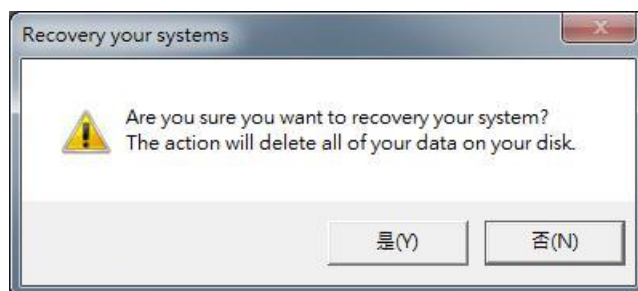 Recovery your systems
Are you sure you want to recovery your system?
The action will delete all of your data on your disk.
是(Y)
否(N)